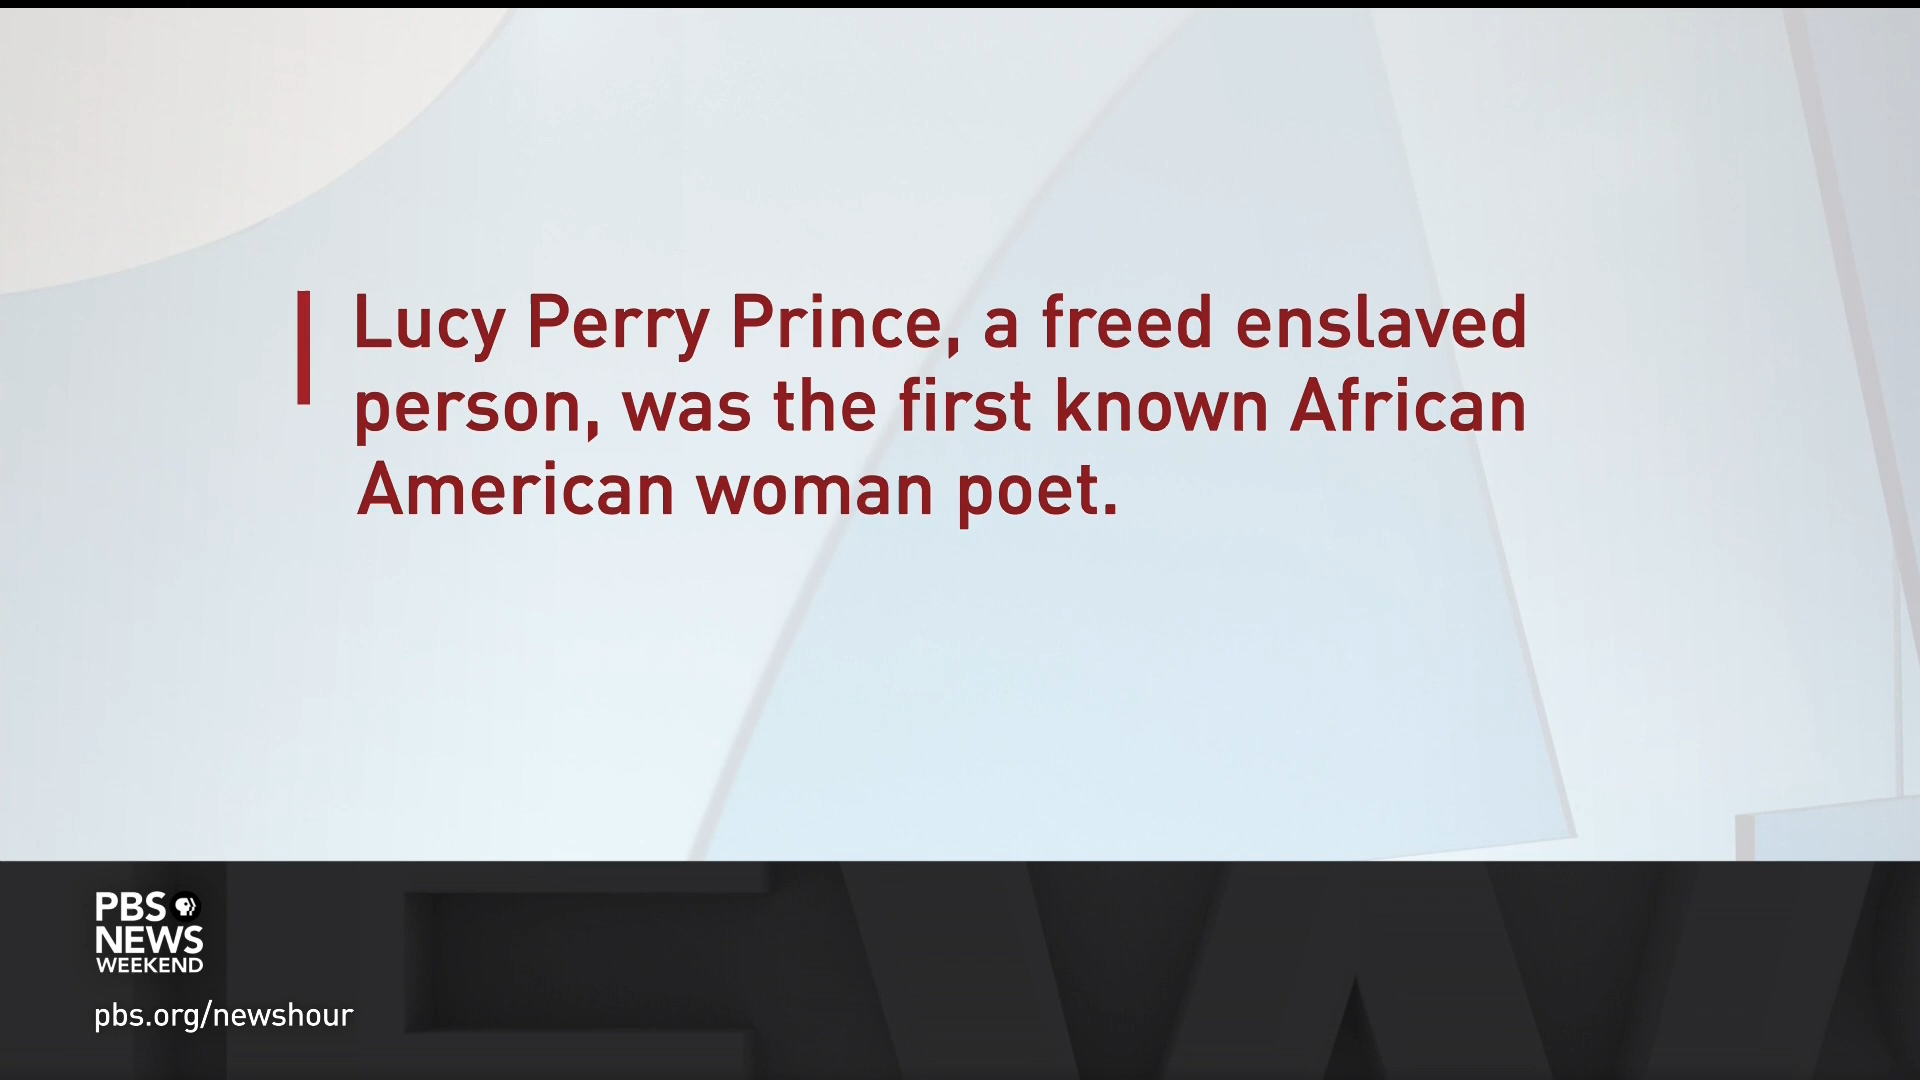 Lucy Perry Prince, a freed enslaved
person, was the first known African
American woman poet.
PBS
NEWS
WEEKEND
pbs.org/newshour